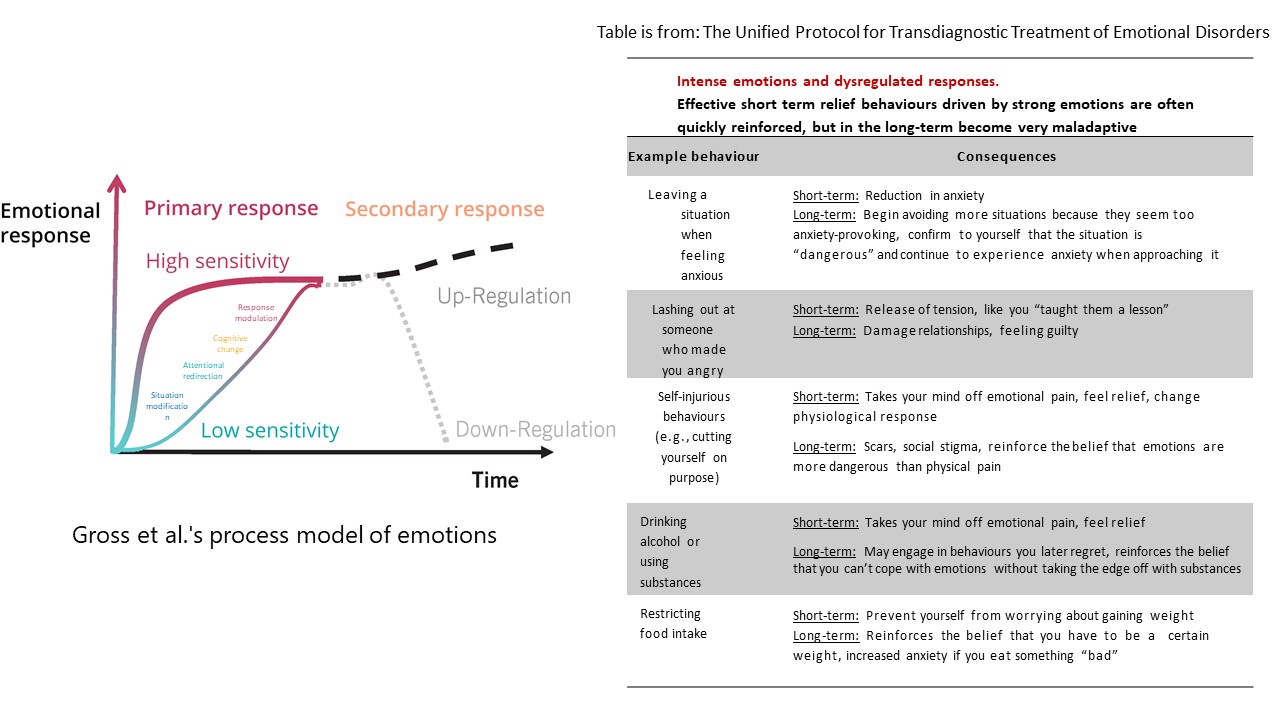 Table is from: The Unified Protocol for Transdiagnostic Treatment of Emotional Disorders
Intense emotions and dysregulated responses.
Effective short term relief behaviours driven by strong emotions are often
quickly reinforced, but in the long-term become very maladaptive
Example behaviour
Consequences
Leaving a
situation
when
feeling
anxious
Short-term: Reduction in anxiety
Long-term: Begin avoiding more situations because they seem too
anxiety-provoking, confirm to yourself that the situation is
“dangerous” and continue to experience anxiety when approaching it
Lashing out at
someone
who made
you angry
Short-term: Release of tension, like you “taught them a lesson”
Long-term: Damage relationships, feeling guilty
Self-injurious
behaviours
(e.g., cutting
yourself on
purpose)
Short-term: Takes your mind off emotional pain, feel relief, change
physiological response
Long-term: Scars, social stigma, reinforce the belief that emotions are
more dangerous than physical pain
Drinking
alcohol or
using
substances
Short-term: Takes your mind off emotional pain, feel relief
Long-term: May engage in behaviours you later regret, reinforces the belief
that you can’t cope with emotions without taking the edge off with substances
Restricting
food intake
Short-term: Prevent yourself from worrying about gaining weight
Long-term: Reinforces the belief that you have to be a certain
weight, increased anxiety if you eat something “bad”
Emotional
response
Primary response
Secondary response
High sensitivity
Up-Regulation
Response
modulation
Cognitive
change
Attentional
redirection
Situation
modificatio
n
Low sensitivity
Down-Regulation
Time
Gross et al.'s process model of emotions